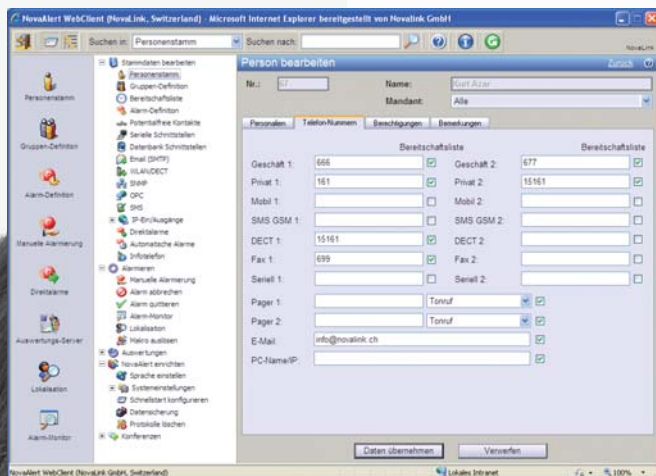 NovaAlert WebClient (NovaLink, Switzerland) - Microsoft Internet Explorer bereitgestellt von Novalink GmbH
Suchen in: Personenstamm Suchen nach:
NovaLink
Personenstamm
Gruppen-Definition
Alarm-Definition
Manuelle Alarmierung
Direktalarme
Auswertungs-Server
Lokalisation
Alarm-Monitor
Stammdaten bearbeiten
Personenstamm
Gruppen-Definition
Bereitschaftsliste
Alarm-Definition
Potentialfreie Kontakte
Serielle Schnittstellen
Datenbank Schnittstellen
Email (SMTP)
WLAN/DECT
SNMP
OPC
SMS
IP-Ein/Ausgänge
Direktalarme
Automatische Alarme
Infotelefon
Alarmieren
Manuelle Alarmierung
Alarm abbrechen
Alarm quittieren
Alarm-Monitor
Lokalisation
Makro auslösen
Auswertungen
NovaAlert einrichten
Sprache einstellen
Systemeinstellungen
Schnellstart konfigurieren
Datensicherung
Protokolle löschen
Konferenzen
Person bearbeiten Zurück
Nr.: 67 Name: Kurt Azar
Mandant: Alle
Personalien Telefon-Nummern Berechtigungen Bemerkungen
Bereitschaftsliste Bereitschaftsliste
Geschäft 1: 666 Geschäft 2: 677
Privat 1: 161 Privat 2: 15161
Mobil 1: Mobil 2:
SMS GSM 1: SMS GSM 2:
DECT 1: 15161 DECT 2:
Fax 1: 699 Fax 2:
Seriell 1: Seriell 2:
Pager 1: Tonruf
Pager 2: Tonruf
E-Mail: info@novalink.ch
PC-Name/IP:
Daten übernehmen Verwerfen
NovaAlert WebClient (NovaLink GmbH, Switzerland) Lokales Intranet 100%